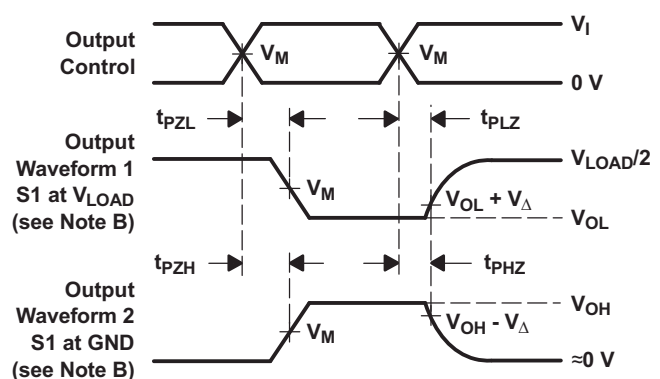 Output
Control
V_I
V_M
V_M
0 V
t_PZL
t_PLZ
Output
Waveform 1
S1 at V_LOAD
(see Note B)
V_LOAD/2
V_M
V_OL + V_Δ
V_OL
t_PZH
t_PHZ
Output
Waveform 2
S1 at GND
(see Note B)
V_OH
V_OH - V_Δ
V_M
≈0 V